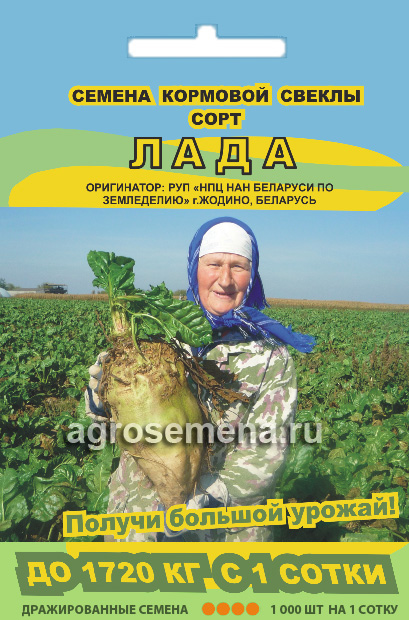 СЕМЕНА КОРМОВОЙ СВЕКЛЫ
СОРТ
ЛАДА
ОРИГИНАТОР: РУП «НПЦ НАН БЕЛАРУСИ ПО
ЗЕМЛЕДЕЛИЮ» г.ЖОДИНО, БЕЛАРУСЬ
agrosemena.ru
Получи большой урожай!
ДО 1720 КГ С 1 СОТКИ
ДРАЖИРОВАННЫЕ СЕМЕНА 1 000 ШТ НА 1 СОТКУ